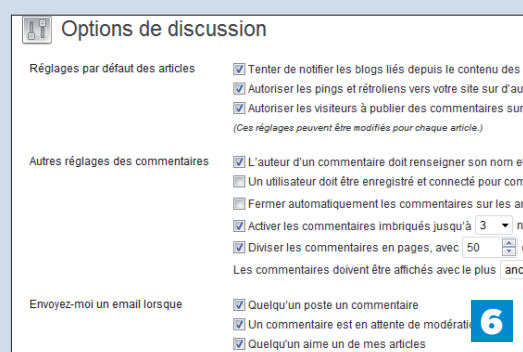 Options de discussion
Réglages par défaut des articles
Tenter de notifier les blogs liés depuis le contenu des
Autoriser les pings et rétroliens vers votre site sur d'au
Autoriser les visiteurs à publier des commentaires sur
(Ces réglages peuvent être modifiés pour chaque article.)
Autres réglages des commentaires
L'auteur d'un commentaire doit renseigner son nom et
Un utilisateur doit être enregistré et connecté pour com
Fermer automatiquement les commentaires sur les ar
Activer les commentaires imbriqués jusqu'à 3 n
Diviser les commentaires en pages, avec 50
Les commentaires doivent être affichés avec le plus anc
Envoyez-moi un email lorsque
Quelqu'un poste un commentaire
Un commentaire est en attente de modérati
6
Quelqu'un aime un de mes articles